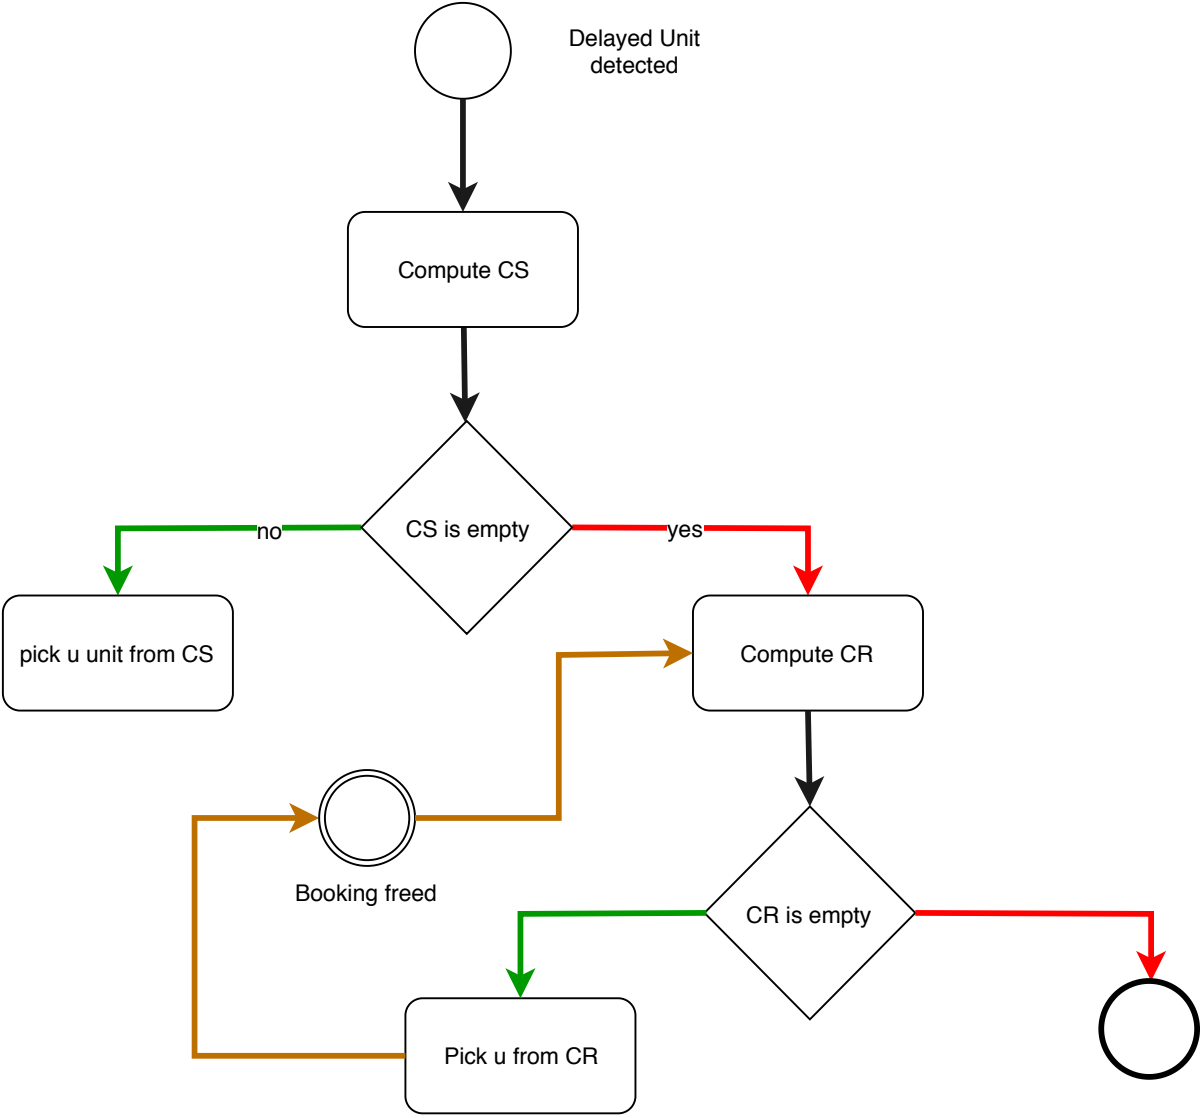 Delayed Unit
detected
Compute CS
CS is empty
no
yes
pick u unit from CS
Compute CR
Booking freed
CR is empty
Pick u from CR